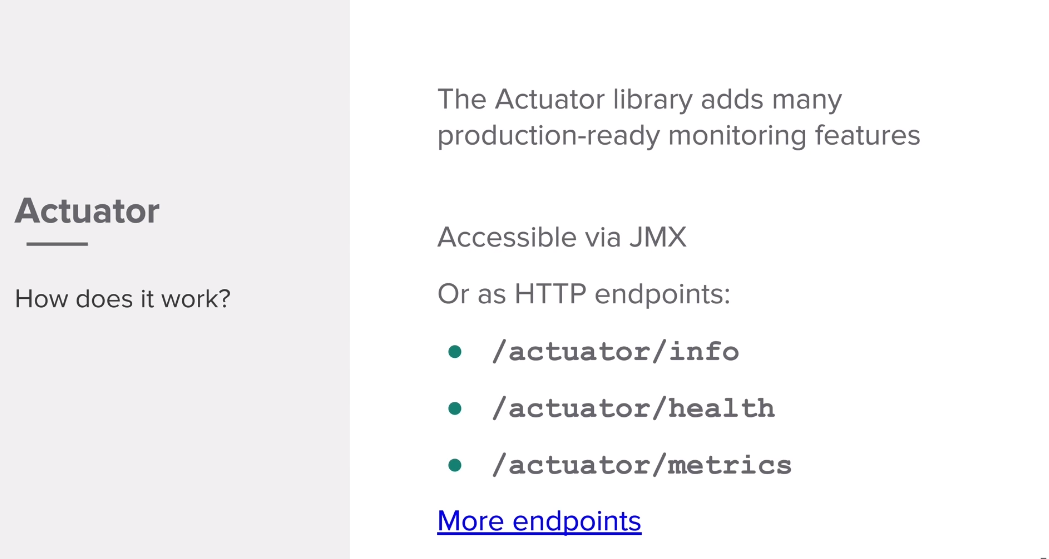 Actuator
How does it work?
The Actuator library adds many
production-ready monitoring features
Accessible via JMX
Or as HTTP endpoints:
● /actuator/info
● /actuator/health
● /actuator/metrics
More endpoints